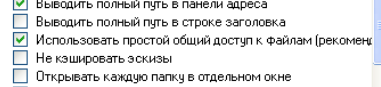 Выводить полный путь в панели адреса
Выводить полный путь в строке заголовка
Использовать простой общий доступ к файлам (рекоменд
Не кэшировать эскизы
Открывать каждую папку в отдельном окне